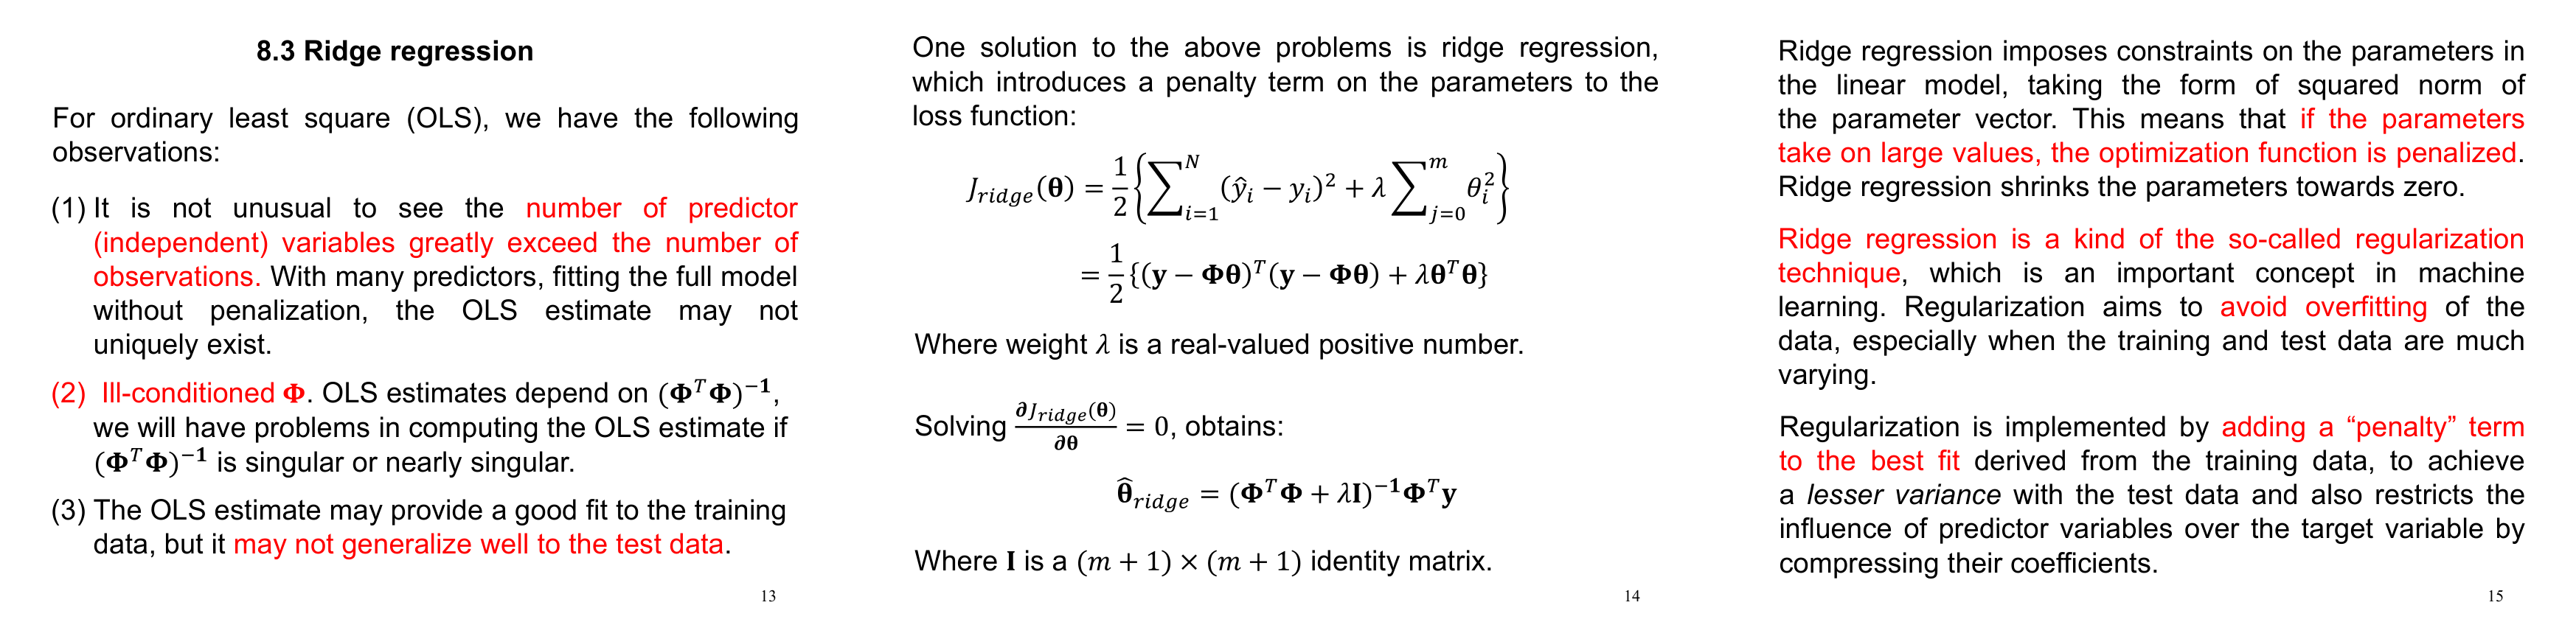 8.3 Ridge regression
For ordinary least square (OLS), we have the following
observations:
(1) It is not unusual to see the number of predictor
(independent) variables greatly exceed the number of
observations. With many predictors, fitting the full model
without penalization, the OLS estimate may not
uniquely exist.
(2) Ill-conditioned Φ. OLS estimates depend on (Φ^T Φ)^−1,
we will have problems in computing the OLS estimate if
(Φ^T Φ)^−1 is singular or nearly singular.
(3) The OLS estimate may provide a good fit to the training
data, but it may not generalize well to the test data.
13
One solution to the above problems is ridge regression,
which introduces a penalty term on the parameters to the
loss function:
J_ridge(θ) = 1/2 {∑_{i=1}^N (ŷ_i − y_i)^2 + λ ∑_{j=0}^m θ_i^2}
= 1/2 {(y − Φθ)^T (y − Φθ) + λθ^T θ}
Where weight λ is a real-valued positive number.
Solving ∂J_ridge(θ)/∂θ = 0, obtains:
θ̂_ridge = (Φ^T Φ + λI)^−1 Φ^T y
Where I is a (m + 1) × (m + 1) identity matrix.
14
Ridge regression imposes constraints on the parameters in
the linear model, taking the form of squared norm of
the parameter vector. This means that if the parameters
take on large values, the optimization function is penalized.
Ridge regression shrinks the parameters towards zero.
Ridge regression is a kind of the so-called regularization
technique, which is an important concept in machine
learning. Regularization aims to avoid overfitting of the
data, especially when the training and test data are much
varying.
Regularization is implemented by adding a “penalty” term
to the best fit derived from the training data, to achieve
a lesser variance with the test data and also restricts the
influence of predictor variables over the target variable by
compressing their coefficients.
15